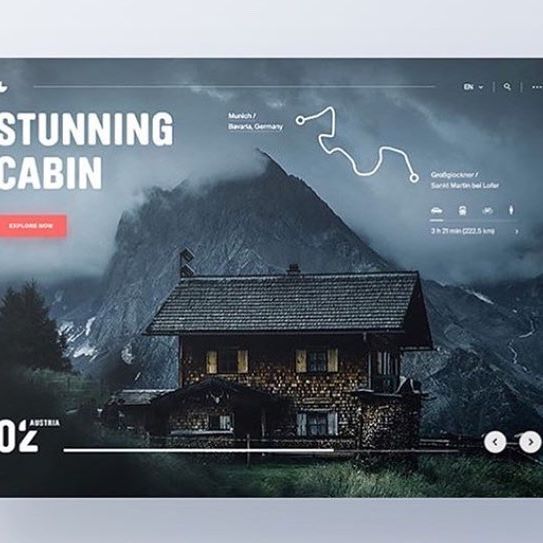 EN
STUNNING
CABIN
Munich /
Bavaria, Germany
Großglockner /
Sankt Martin bei Lofer
EXPLORE NOW
3 h 21 min (222,5 km)
02 AUSTRIA